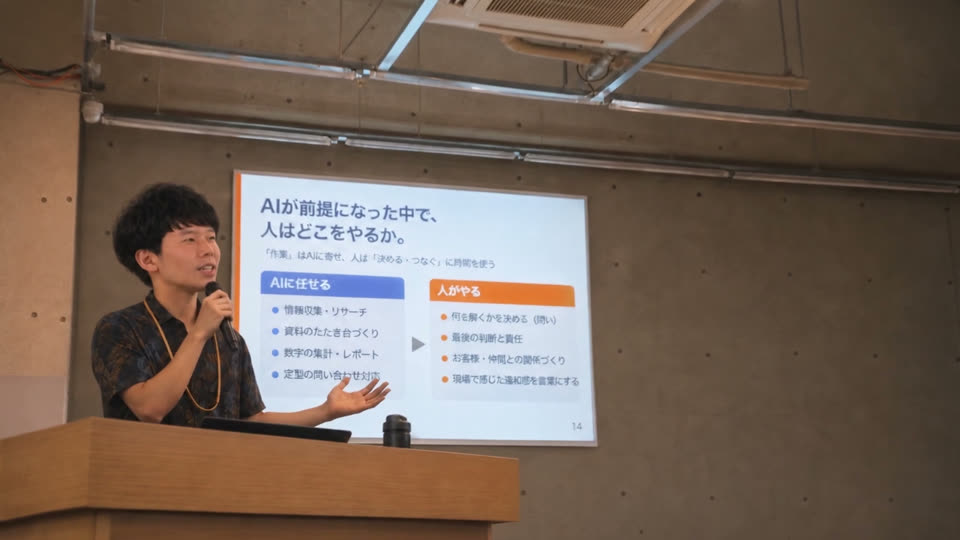 AIが前提になった中で、
人はどこをやるか。
「作業」はAIに寄せ、人は「決める・つなぐ」に時間を使う
AIに任せる
情報収集・リサーチ
資料のたたき台づくり
数字の集計・レポート
定型の問い合わせ対応
人がやる
何を解くかを決める（問い）
最後の判断と責任
お客様・仲間との関係づくり
現場で感じた違和感を言葉にする
14